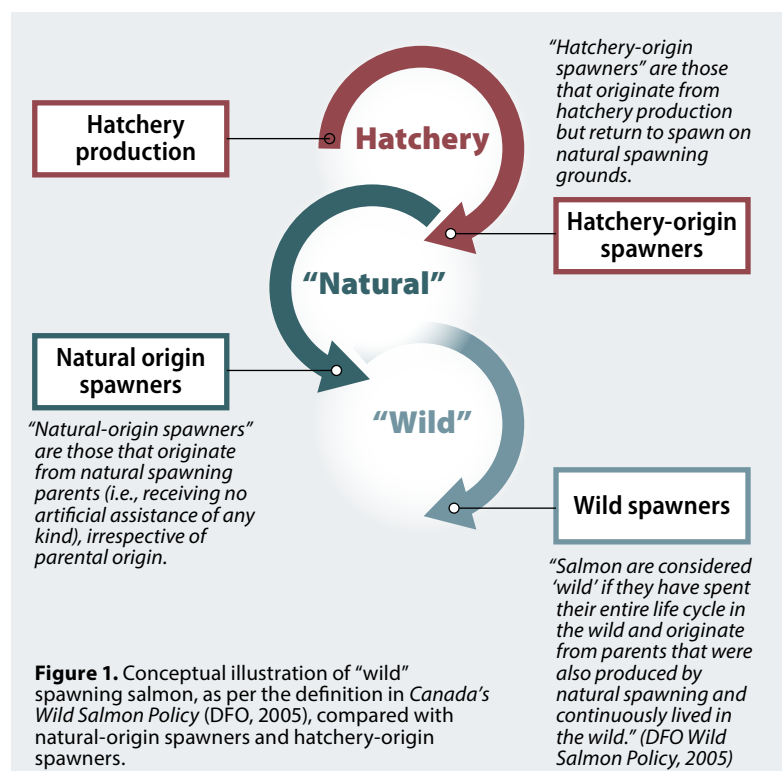 “Hatchery-origin
spawners” are those
that originate from
hatchery production
but return to spawn on
natural spawning
grounds.
Hatchery
production
Hatchery
Hatchery-origin
spawners
“Natural”
Natural origin
spawners
“Natural-origin spawners”
are those that originate
from natural spawning
parents (i.e., receiving no
artificial assistance of any
kind), irrespective of
parental origin.
“Wild”
Wild spawners
“Salmon are considered
‘wild’ if they have spent
their entire life cycle in
the wild and originate
from parents that were
also produced by
natural spawning and
continuously lived in
the wild.” (DFO Wild
Salmon Policy, 2005)
Figure 1. Conceptual illustration of “wild”
spawning salmon, as per the definition in Canada’s
Wild Salmon Policy (DFO, 2005), compared with
natural-origin spawners and hatchery-origin
spawners.